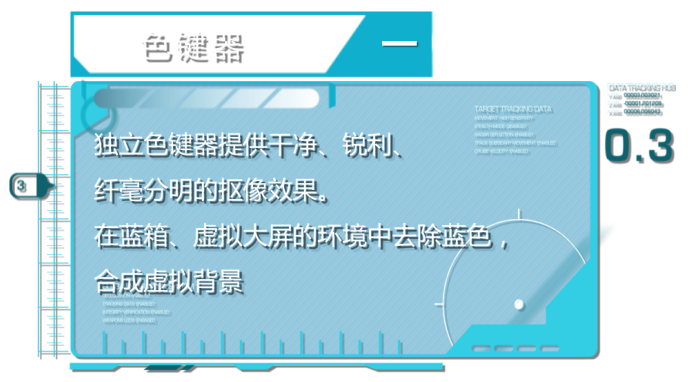 色键器
DATA TRACKING HUB
TARGET TRACKING DATA
0.3
3
独立色键器提供干净、锐利、
纤毫分明的抠像效果。
在蓝箱、虚拟大屏的环境中去除蓝色，
合成虚拟背景